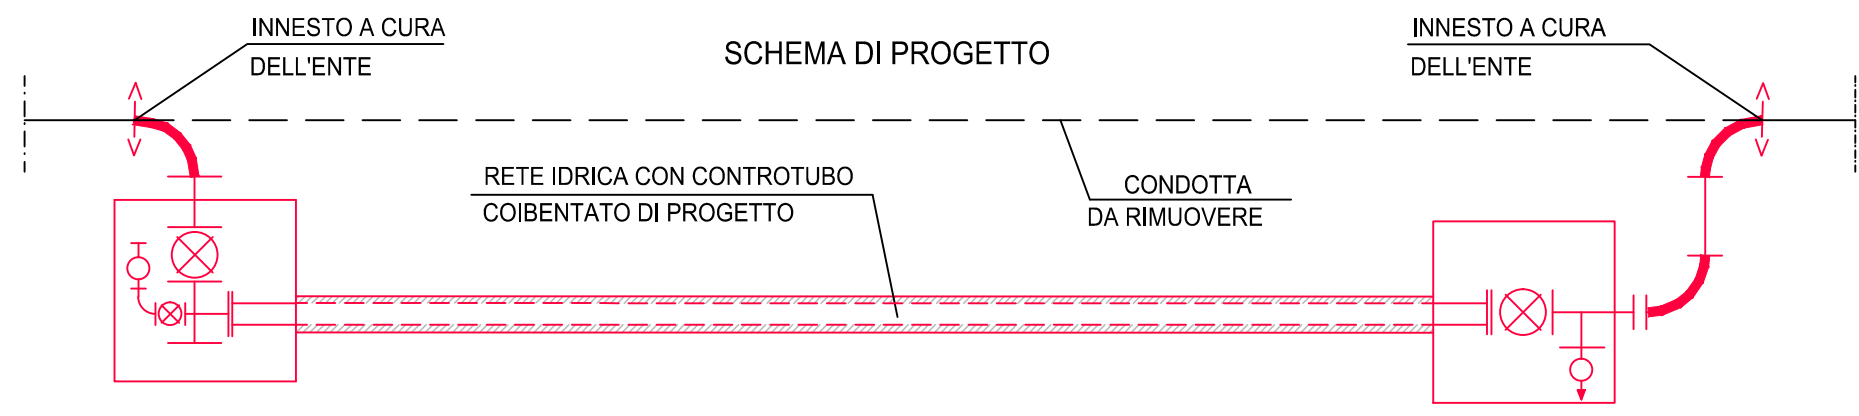 INNESTO A CURA
DELL'ENTE
SCHEMA DI PROGETTO
INNESTO A CURA
DELL'ENTE
RETE IDRICA CON CONTROTUBO
COIBENTATO DI PROGETTO
CONDOTTA
DA RIMUOVERE